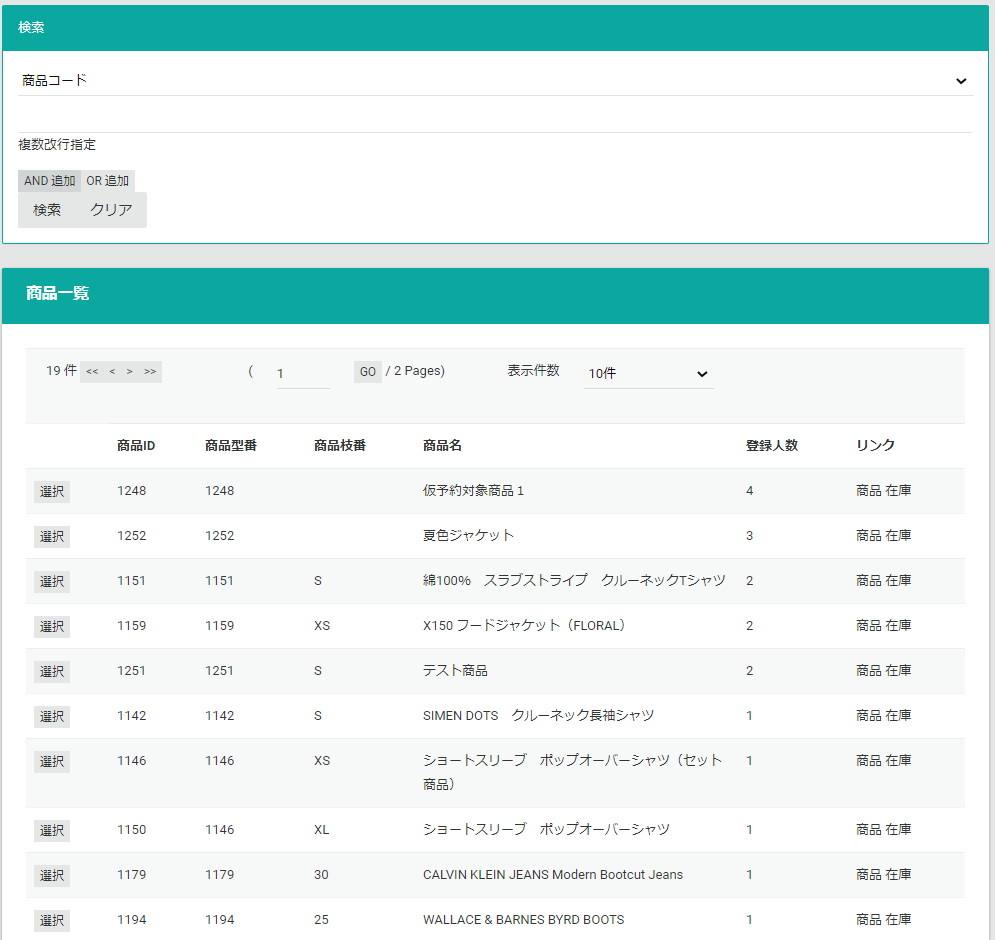 検索
商品コード
複数改行指定
AND 追加 OR 追加
検索 クリア
商品一覧
19 件 << < > >> ( 1 GO / 2 Pages) 表示件数 10件
商品ID 商品型番 商品枝番 商品名 登録人数 リンク
選択 1248 1248 仮予約対象商品１ 4 商品 在庫
選択 1252 1252 夏色ジャケット 3 商品 在庫
選択 1151 1151 S 綿100%　スラブストライプ　クルーネックTシャツ 2 商品 在庫
選択 1159 1159 XS X150 フードジャケット（FLORAL） 2 商品 在庫
選択 1251 1251 S テスト商品 2 商品 在庫
選択 1142 1142 S SIMEN DOTS　クルーネック長袖シャツ 1 商品 在庫
選択 1146 1146 XS ショートスリーブ　ポップオーバーシャツ（セット 1 商品 在庫
商品）
選択 1150 1146 XL ショートスリーブ　ポップオーバーシャツ 1 商品 在庫
選択 1179 1179 30 CALVIN KLEIN JEANS Modern Bootcut Jeans 1 商品 在庫
選択 1194 1194 25 WALLACE & BARNES BYRD BOOTS 1 商品 在庫